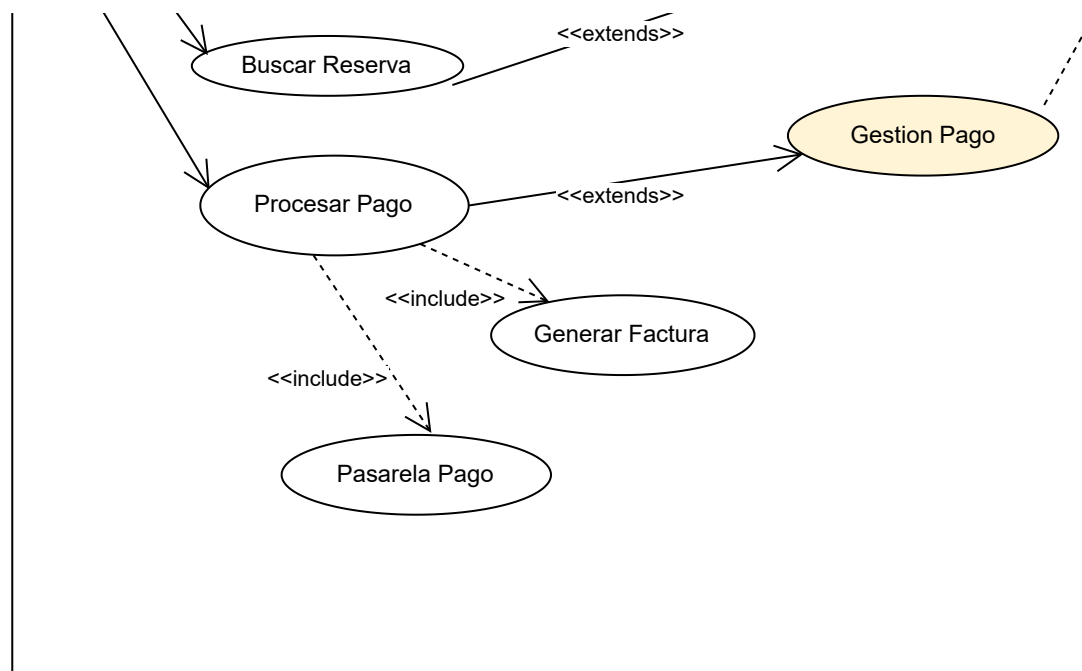 <<extends>>
Buscar Reserva
Gestion Pago
<<extends>>
Procesar Pago
<<include>>
Generar Factura
<<include>>
Pasarela Pago